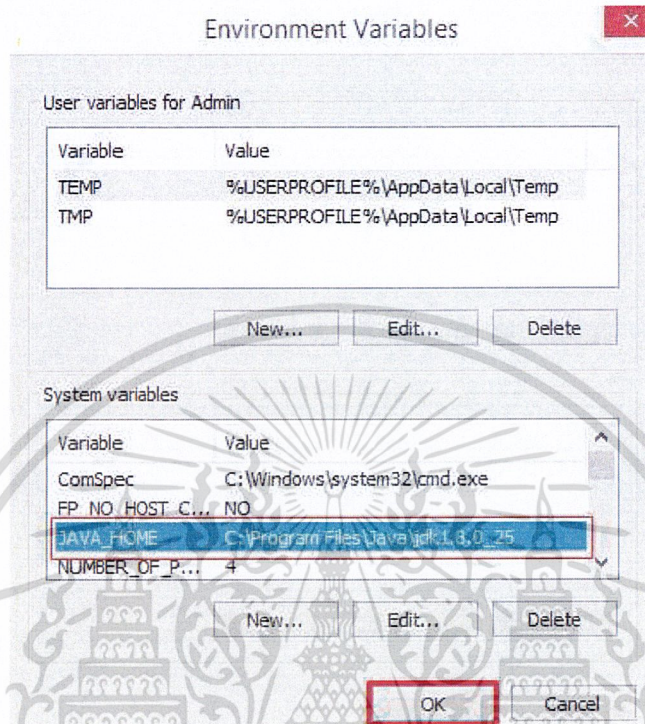 Environment Variables
User variables for Admin
Variable Value
TEMP %USERPROFILE%\AppData\Local\Temp
TMP %USERPROFILE%\AppData\Local\Temp
New... Edit... Delete
System variables
Variable Value
ComSpec C:\Windows\system32\cmd.exe
FP_NO_HOST_C... NO
JAVA_HOME C:\Program Files\Java\jdk1.8.0_25
NUMBER_OF_P... 4
New... Edit... Delete
OK Cancel